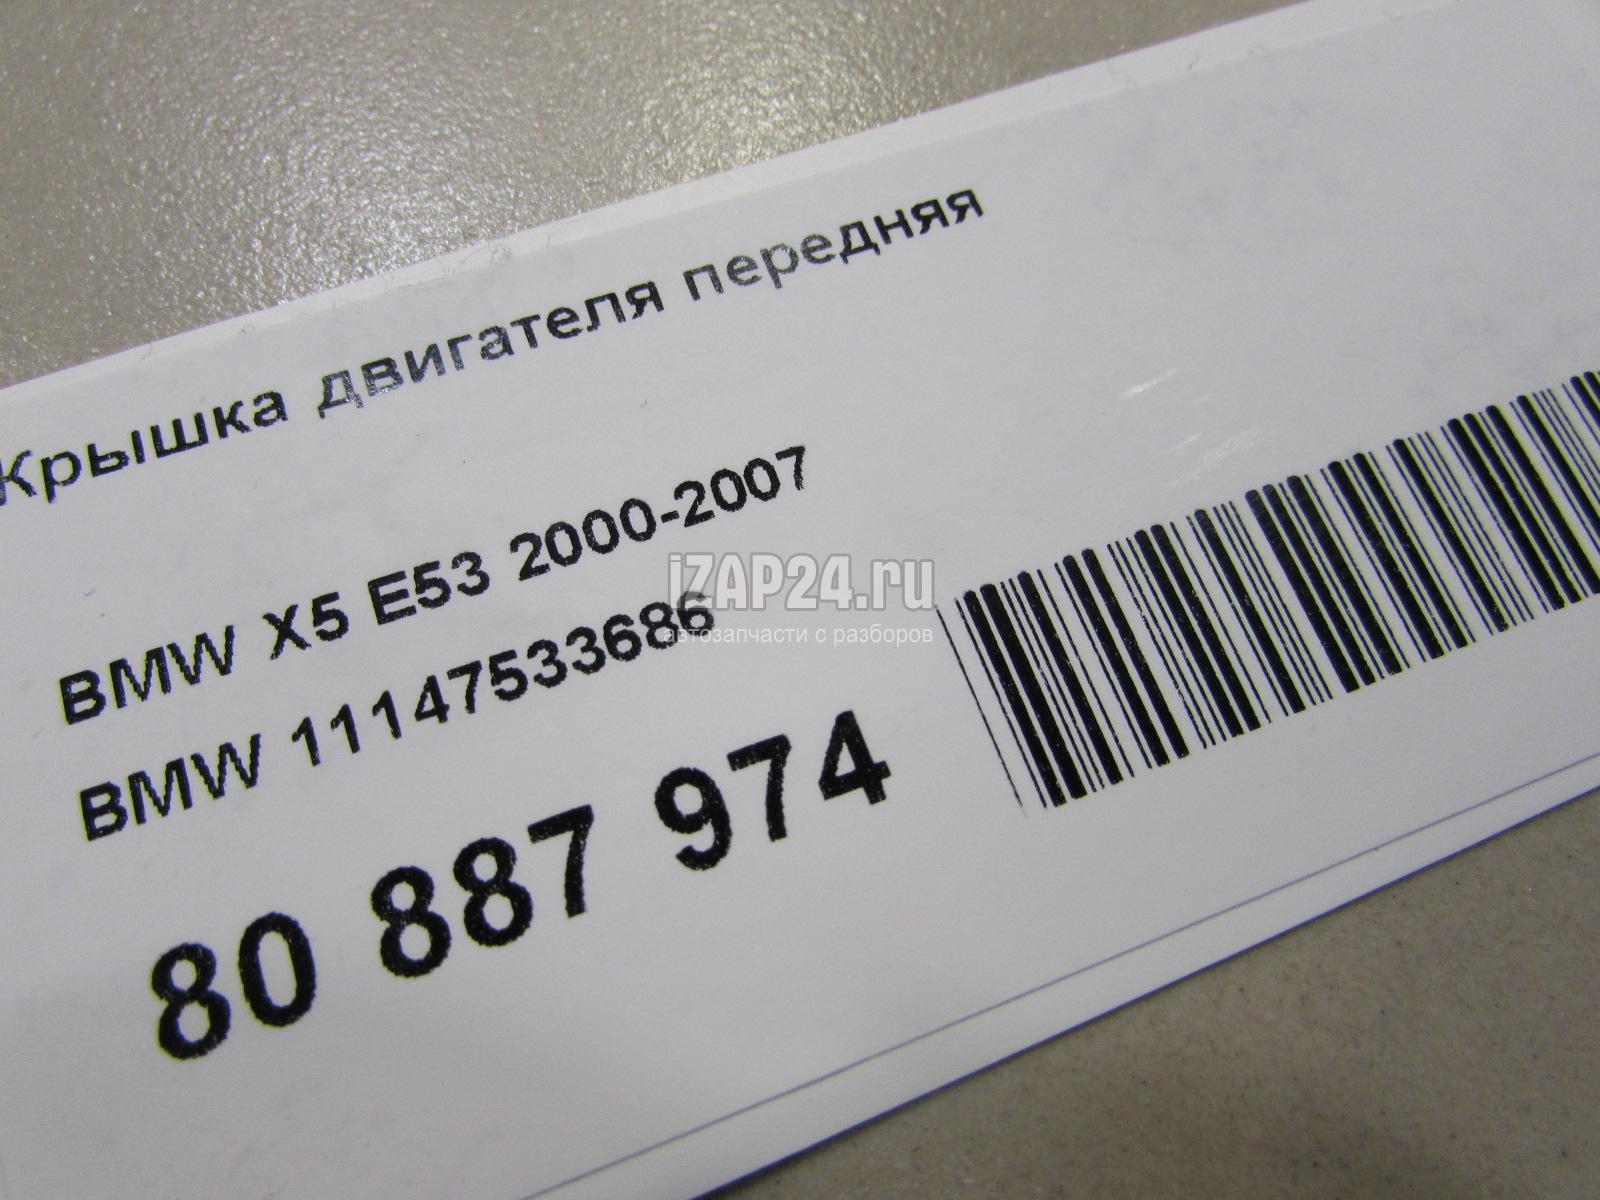 Крышка двигателя передняя
BMW X5 E53 2000-2007
BMW 11147533686
80 887 974
iZAP24.ru
автозапчасти с разборов